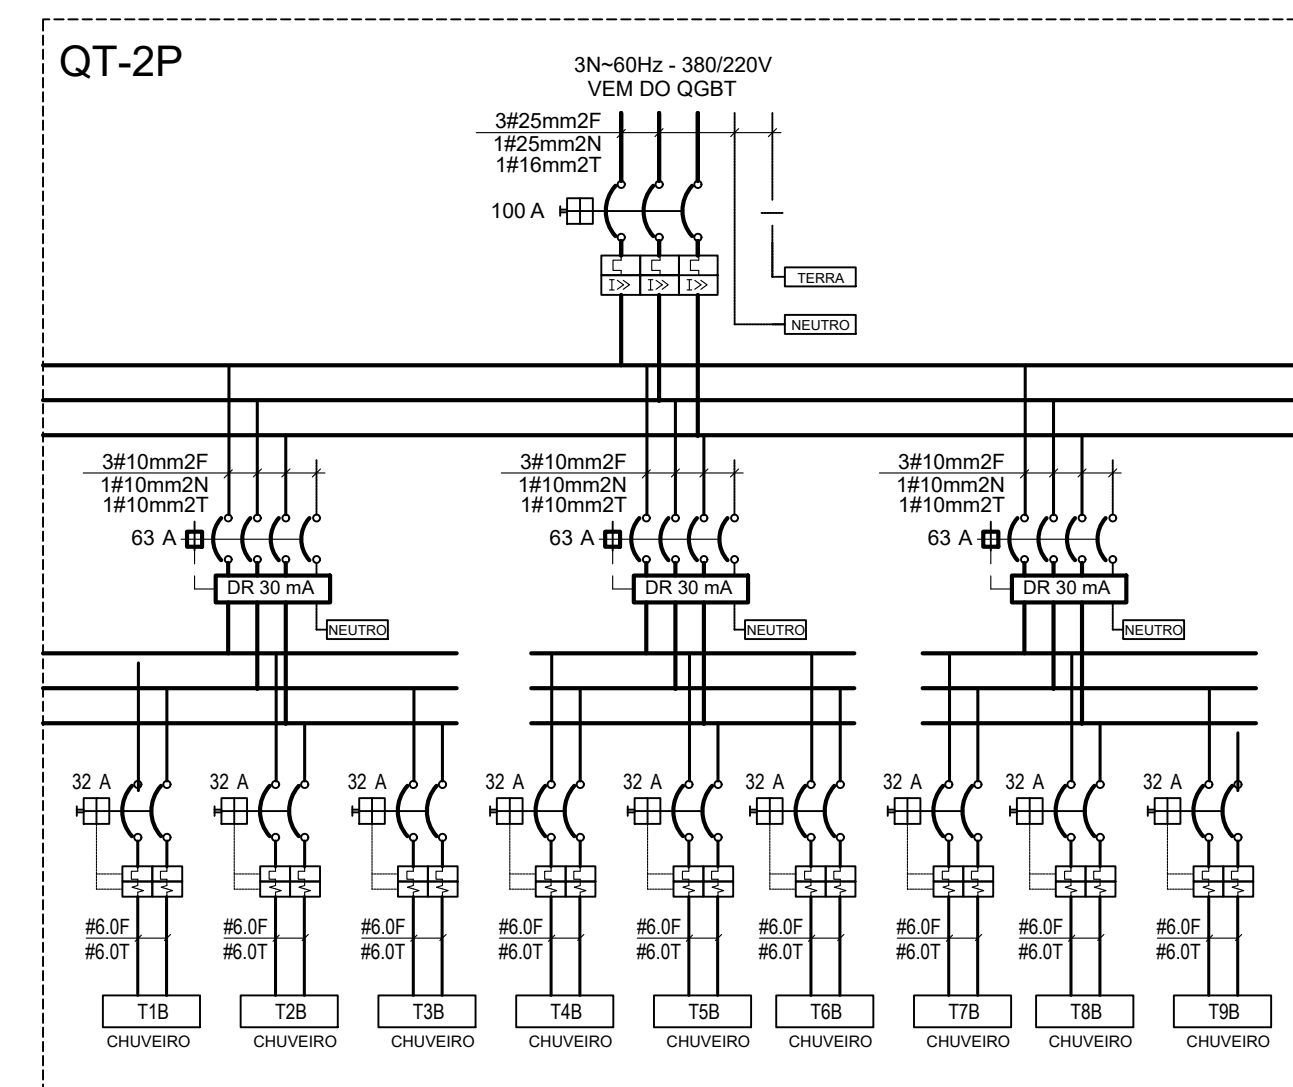 QT-2P
3N~60Hz - 380/220V
VEM DO QGBT
3#25mm2F
1#25mm2N
1#16mm2T
100 A
I>> I>> I>>
TERRA
NEUTRO
3#10mm2F 3#10mm2F 3#10mm2F
1#10mm2N 1#10mm2N 1#10mm2N
1#10mm2T 1#10mm2T 1#10mm2T
63 A 63 A 63 A
DR 30 mA DR 30 mA DR 30 mA
NEUTRO NEUTRO NEUTRO
32 A 32 A 32 A 32 A 32 A 32 A 32 A 32 A 32 A
#6.0F #6.0F #6.0F #6.0F #6.0F #6.0F #6.0F #6.0F #6.0F
#6.0T #6.0T #6.0T #6.0T #6.0T #6.0T #6.0T #6.0T #6.0T
T1B T2B T3B T4B T5B T6B T7B T8B T9B
CHUVEIRO CHUVEIRO CHUVEIRO CHUVEIRO CHUVEIRO CHUVEIRO CHUVEIRO CHUVEIRO CHUVEIRO